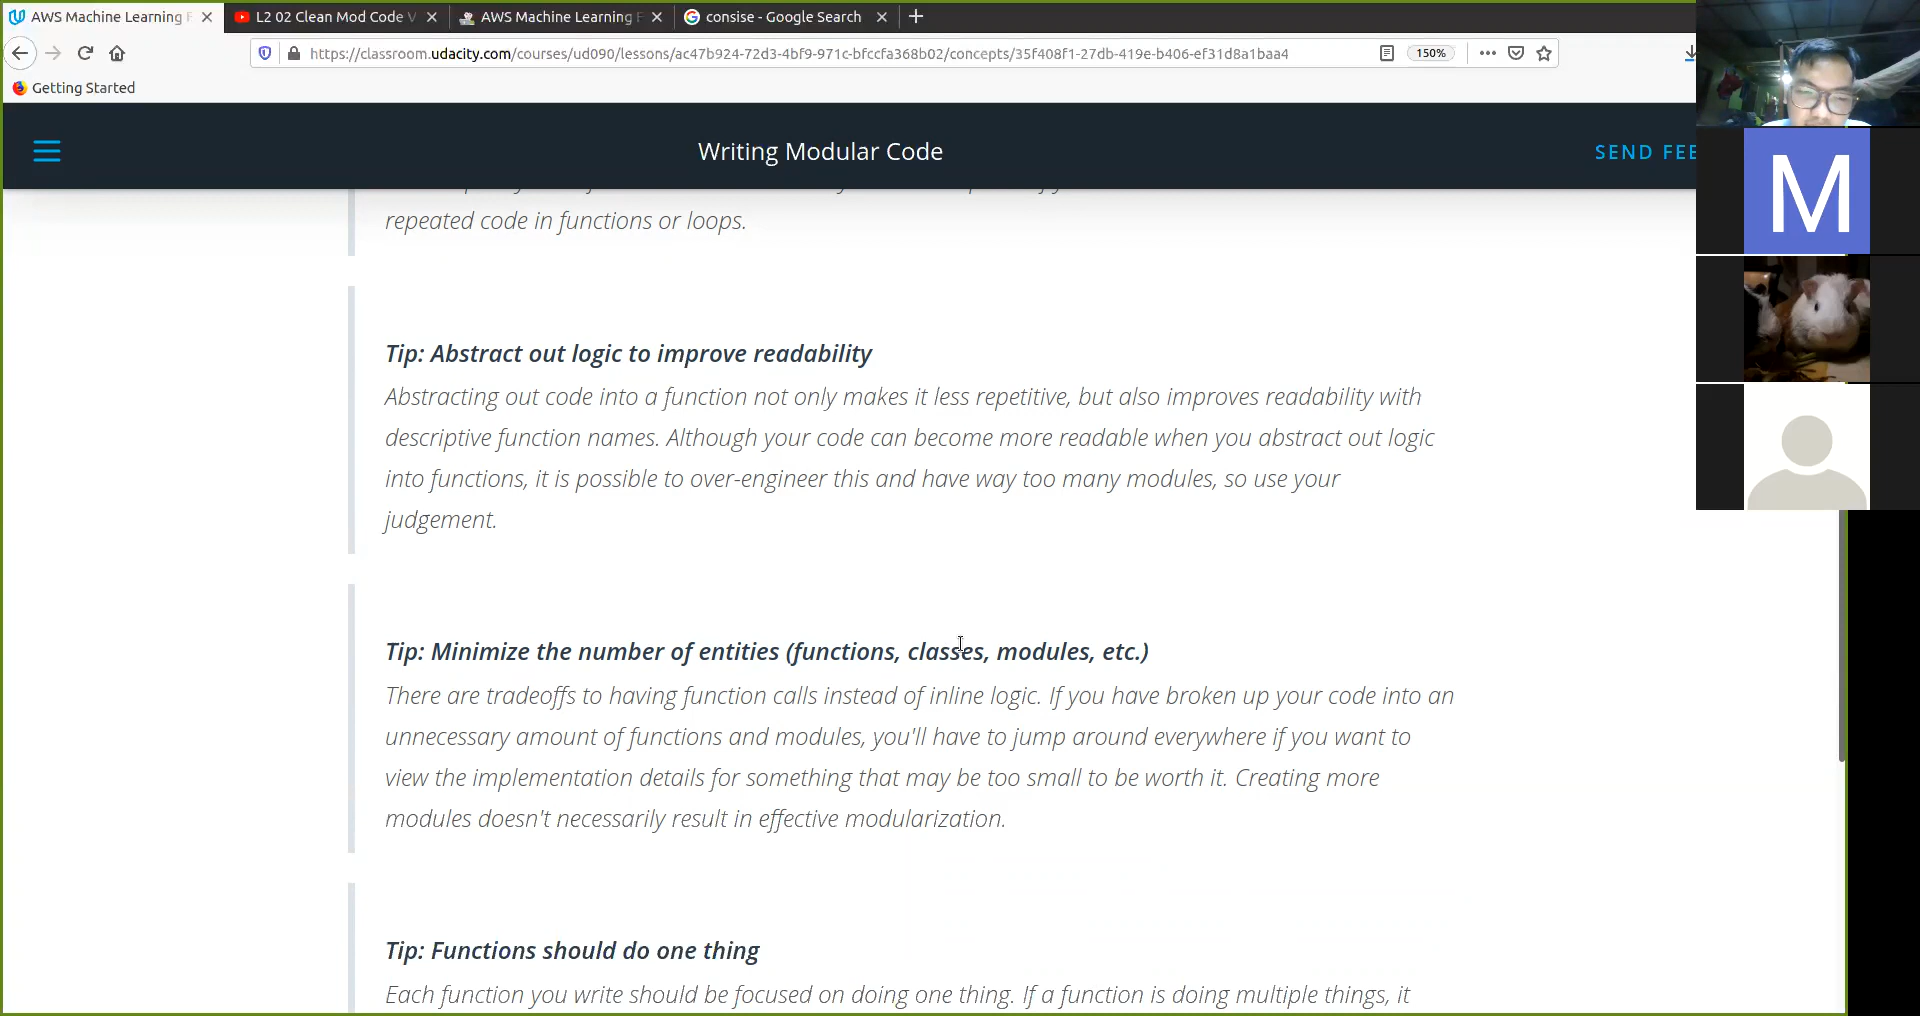 AWS Machine Learning F
L2 02 Clean Mod Code V
AWS Machine Learning F
consise - Google Search
https://classroom.udacity.com/courses/ud090/lessons/ac47b924-72d3-4bf9-971c-bfccfa368b02/concepts/35f408f1-27db-419e-b406-ef31d8a1baa4
150%
Getting Started
Writing Modular Code
SEND FEE
repeated code in functions or loops.
Tip: Abstract out logic to improve readability
Abstracting out code into a function not only makes it less repetitive, but also improves readability with
descriptive function names. Although your code can become more readable when you abstract out logic
into functions, it is possible to over-engineer this and have way too many modules, so use your
judgement.
Tip: Minimize the number of entities (functions, classes, modules, etc.)
There are tradeoffs to having function calls instead of inline logic. If you have broken up your code into an
unnecessary amount of functions and modules, you'll have to jump around everywhere if you want to
view the implementation details for something that may be too small to be worth it. Creating more
modules doesn't necessarily result in effective modularization.
Tip: Functions should do one thing
Each function you write should be focused on doing one thing. If a function is doing multiple things, it
M